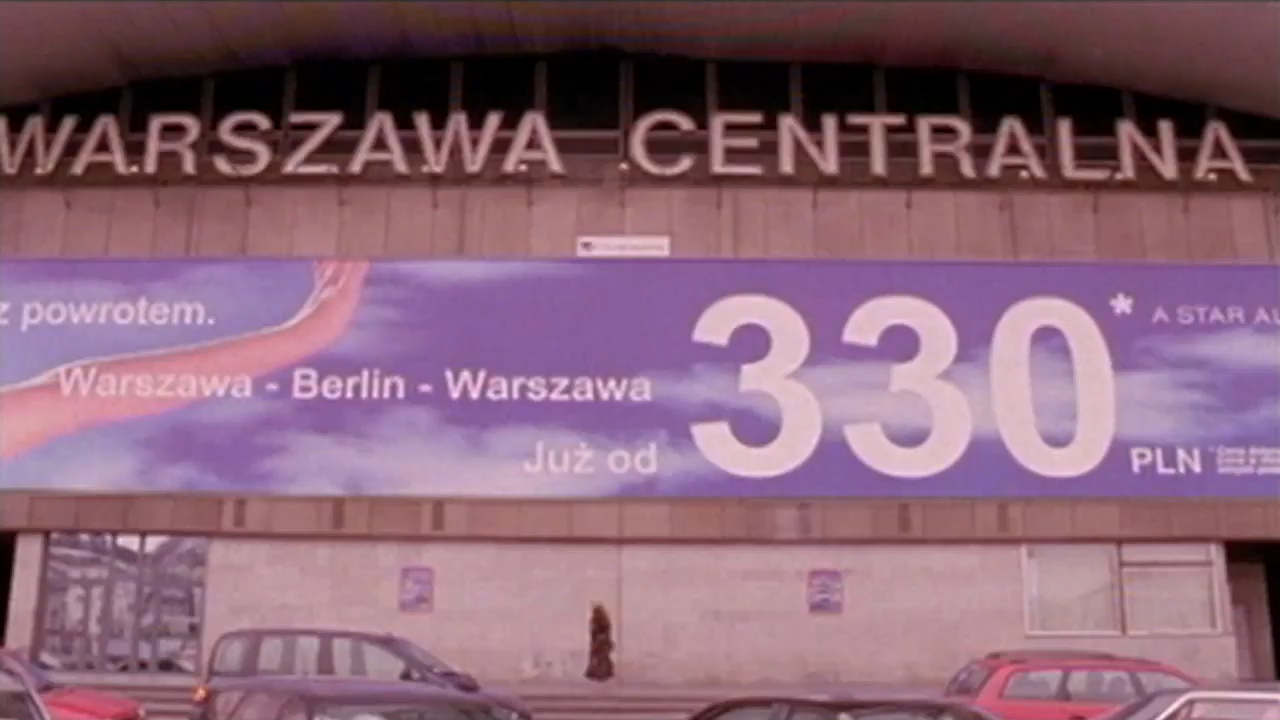 WARSZAWA CENTRALNA
z powrotem.
Warszawa - Berlin - Warszawa
Już od
330*
PLN
A STAR AL